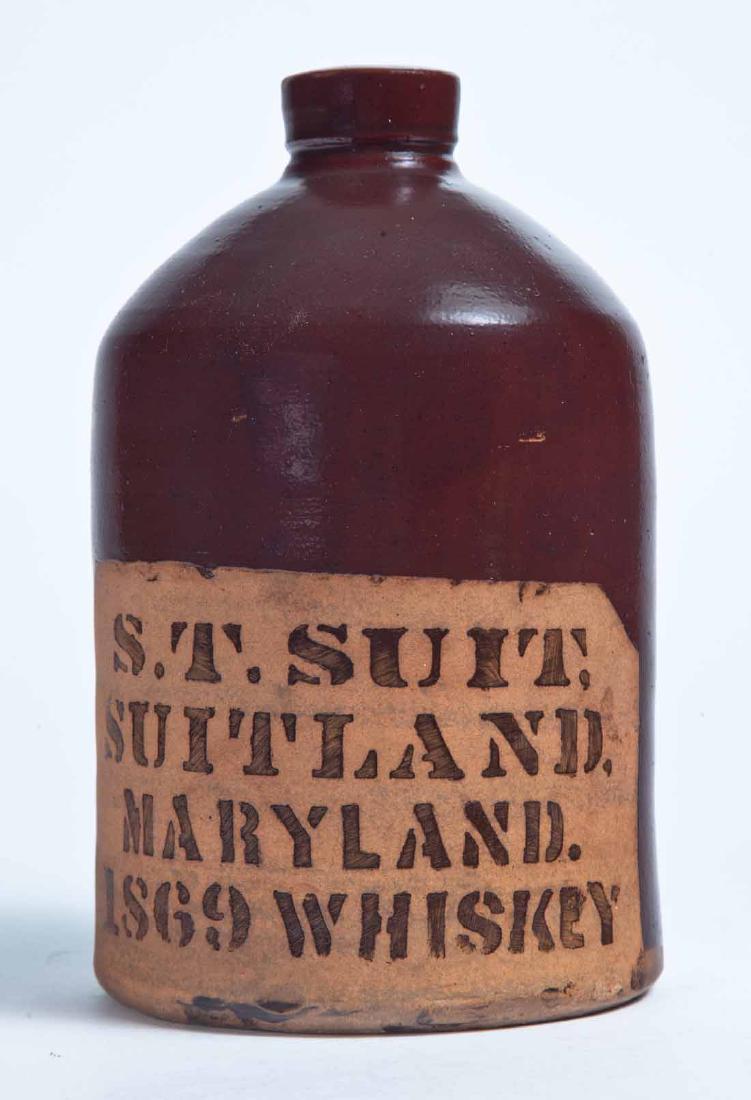 S.T. SUIT,
SUITLAND,
MARYLAND.
1869 WHISKEY